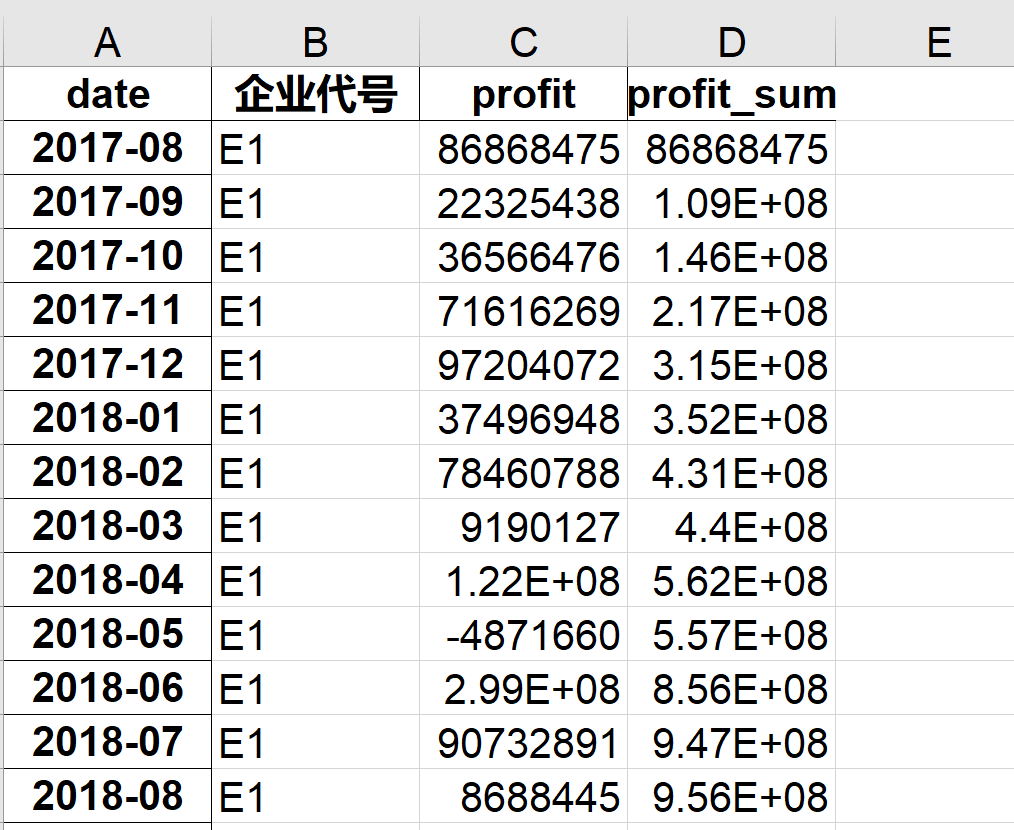 A B C D E
date 企业代号 profit profit_sum
2017-08 E1 86868475 86868475
2017-09 E1 22325438 1.09E+08
2017-10 E1 36566476 1.46E+08
2017-11 E1 71616269 2.17E+08
2017-12 E1 97204072 3.15E+08
2018-01 E1 37496948 3.52E+08
2018-02 E1 78460788 4.31E+08
2018-03 E1 9190127 4.4E+08
2018-04 E1 1.22E+08 5.62E+08
2018-05 E1 -4871660 5.57E+08
2018-06 E1 2.99E+08 8.56E+08
2018-07 E1 90732891 9.47E+08
2018-08 E1 8688445 9.56E+08